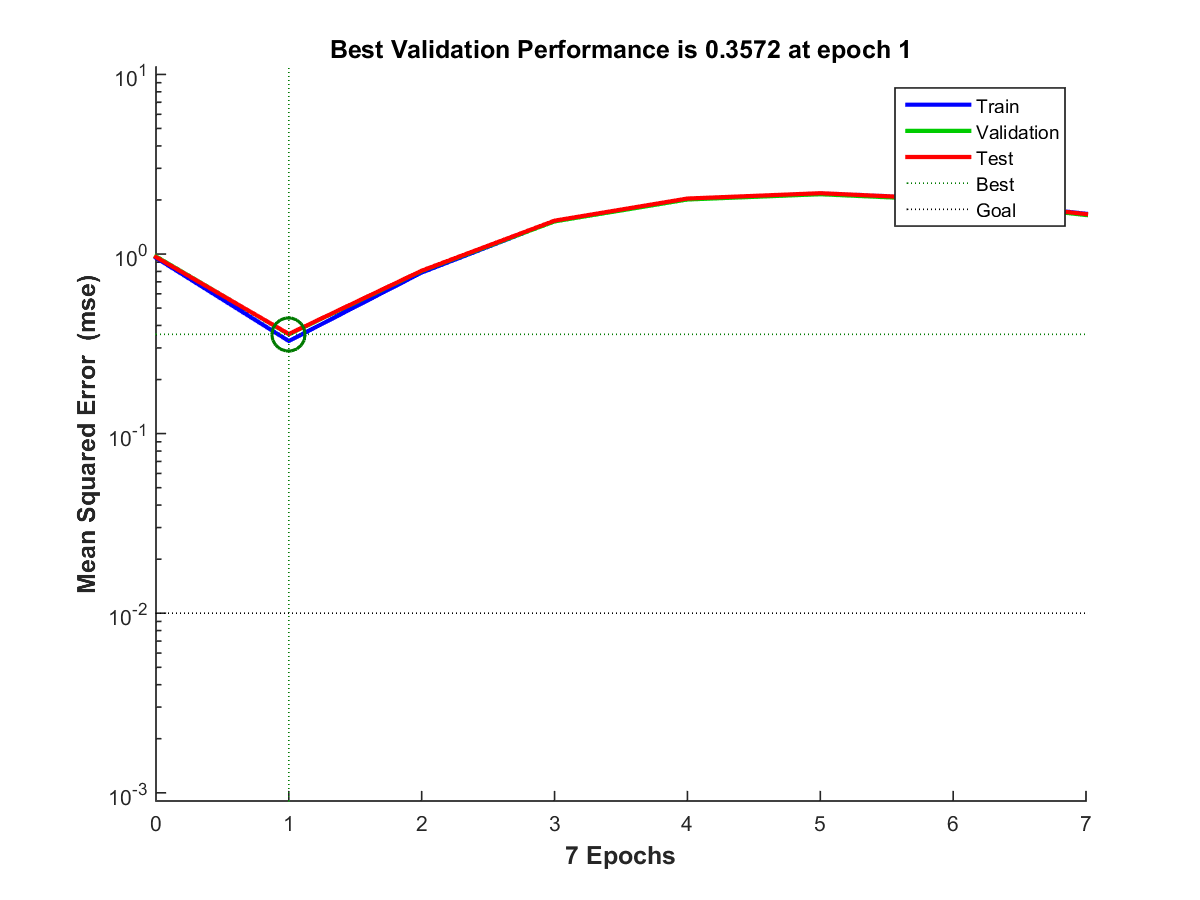 Best Validation Performance is 0.3572 at epoch 1
10^1
10^0
10^-1
10^-2
10^-3
Mean Squared Error (mse)
Train
Validation
Test
Best
Goal
0 1 2 3 4 5 6 7
7 Epochs